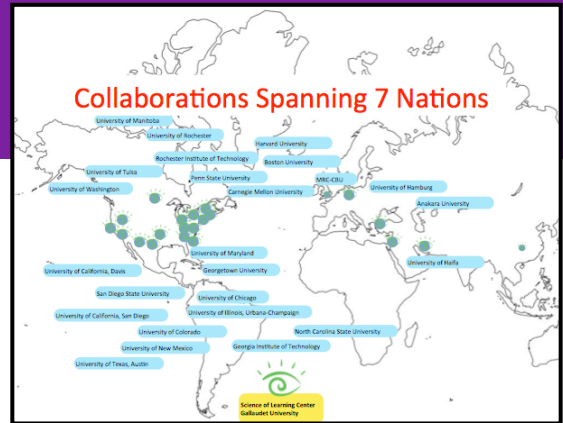 Collaborations Spanning 7 Nations
University of Manitoba
University of Rochester
Harvard University
Rochester Institute of Technology
Boston University
University of Tulsa
Penn State University
MRC-CBU
University of Washington
Carnegie Mellon University
University of Hamburg
Anakara University
University of Maryland
University of Haifa
University of California, Davis
Georgetown University
San Diego State University
University of Chicago
University of California, San Diego
University of Illinois, Urbana-Champaign
University of Colorado
North Carolina State University
University of New Mexico
Georgia Institute of Technology
University of Texas, Austin
Science of Learning Center
Gallaudet University